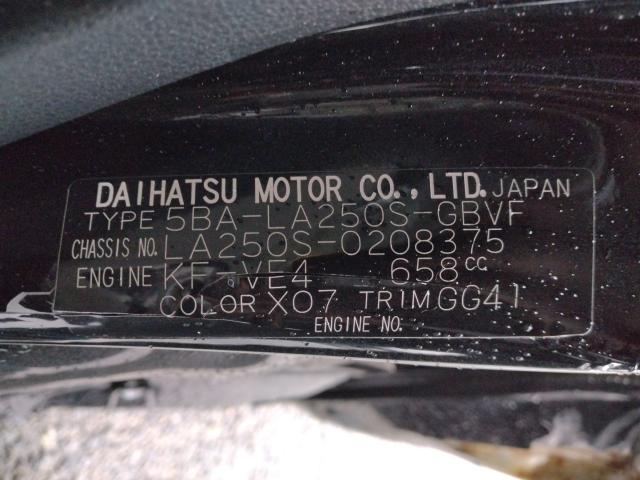 DAIHATSU MOTOR CO., LTD. JAPAN
TYPE 5BA-LA250S-GBVF
CHASSIS NO. LA250S-0208375
ENGINE KF-VE4 658cc
COLOR X07 TRIM GG41
ENGINE NO.